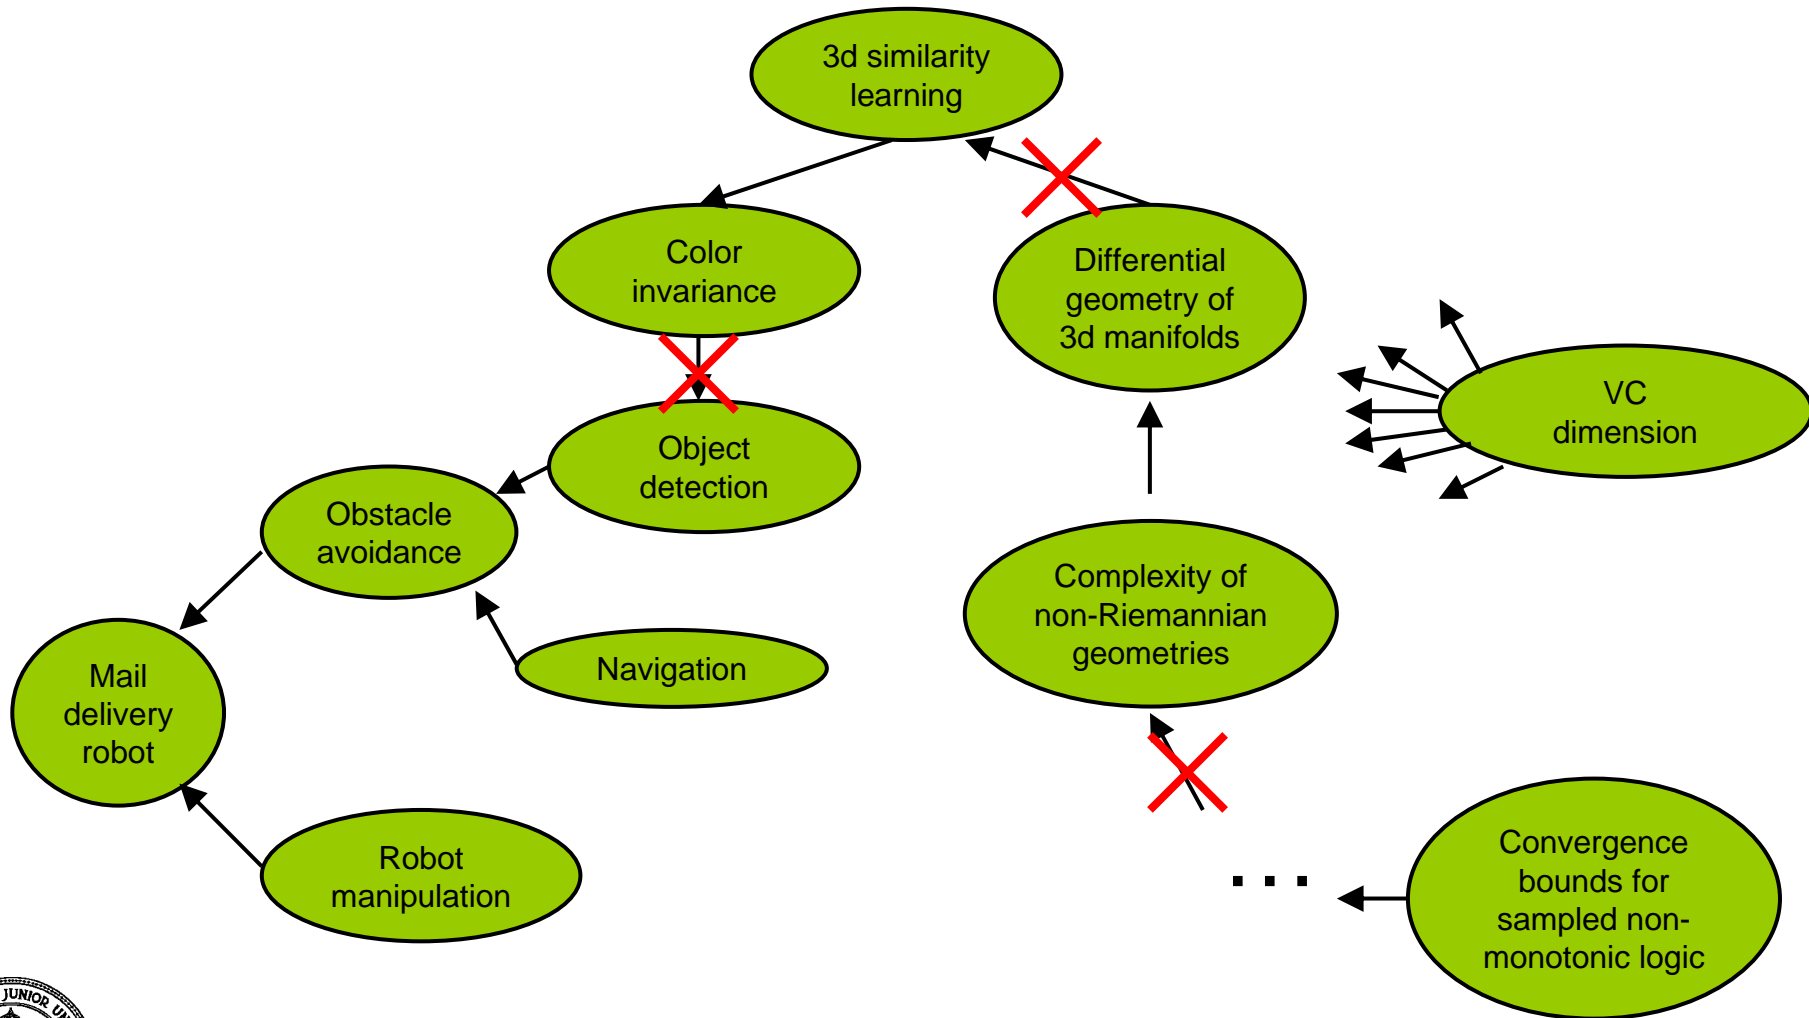 3d similarity
learning
Color
invariance
Differential
geometry of
3d manifolds
VC
dimension
Object
detection
Obstacle
avoidance
Complexity of
non-Riemannian
geometries
Navigation
Mail
delivery
robot
Robot
manipulation
. . .
Convergence
bounds for
sampled non-
monotonic logic
JUNIOR